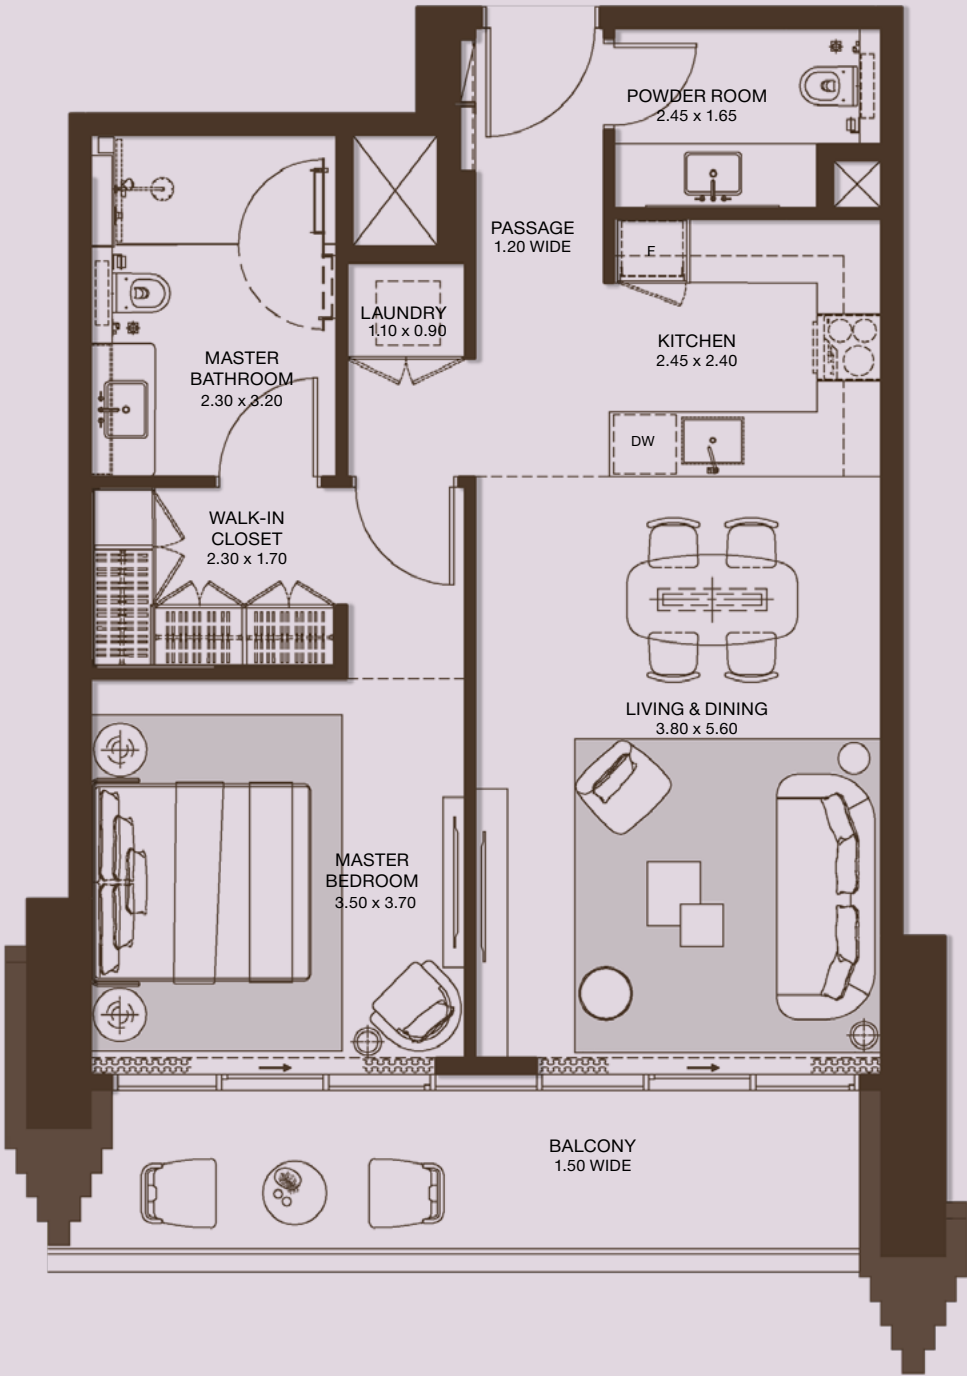 POWDER ROOM
2.45 x 1.65
PASSAGE
1.20 WIDE
F
LAUNDRY
1.10 x 0.90
KITCHEN
2.45 x 2.40
MASTER
BATHROOM
2.30 x 3.20
DW
WALK-IN
CLOSET
2.30 x 1.70
LIVING & DINING
3.80 x 5.60
MASTER
BEDROOM
3.50 x 3.70
BALCONY
1.50 WIDE